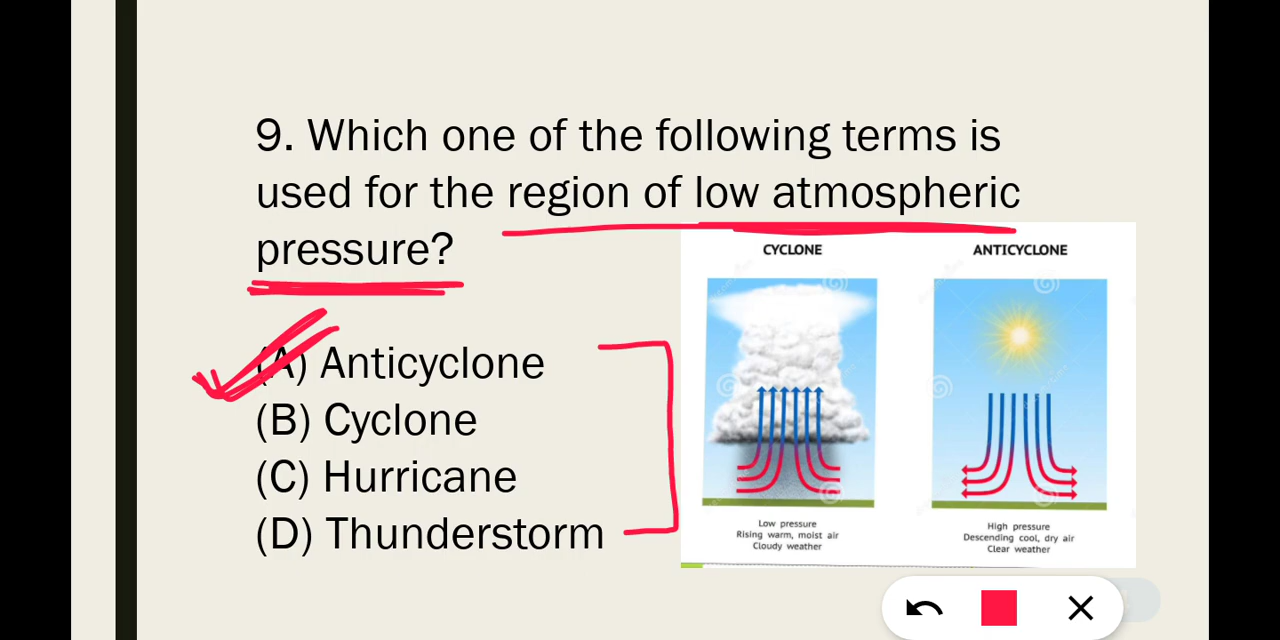 9. Which one of the following terms is
used for the region of low atmospheric
pressure?
(A) Anticyclone
(B) Cyclone
(C) Hurricane
(D) Thunderstorm
CYCLONE
Low pressure
Rising warm, moist air
Cloudy weather
ANTICYCLONE
High pressure
Descending cool, dry air
Clear weather